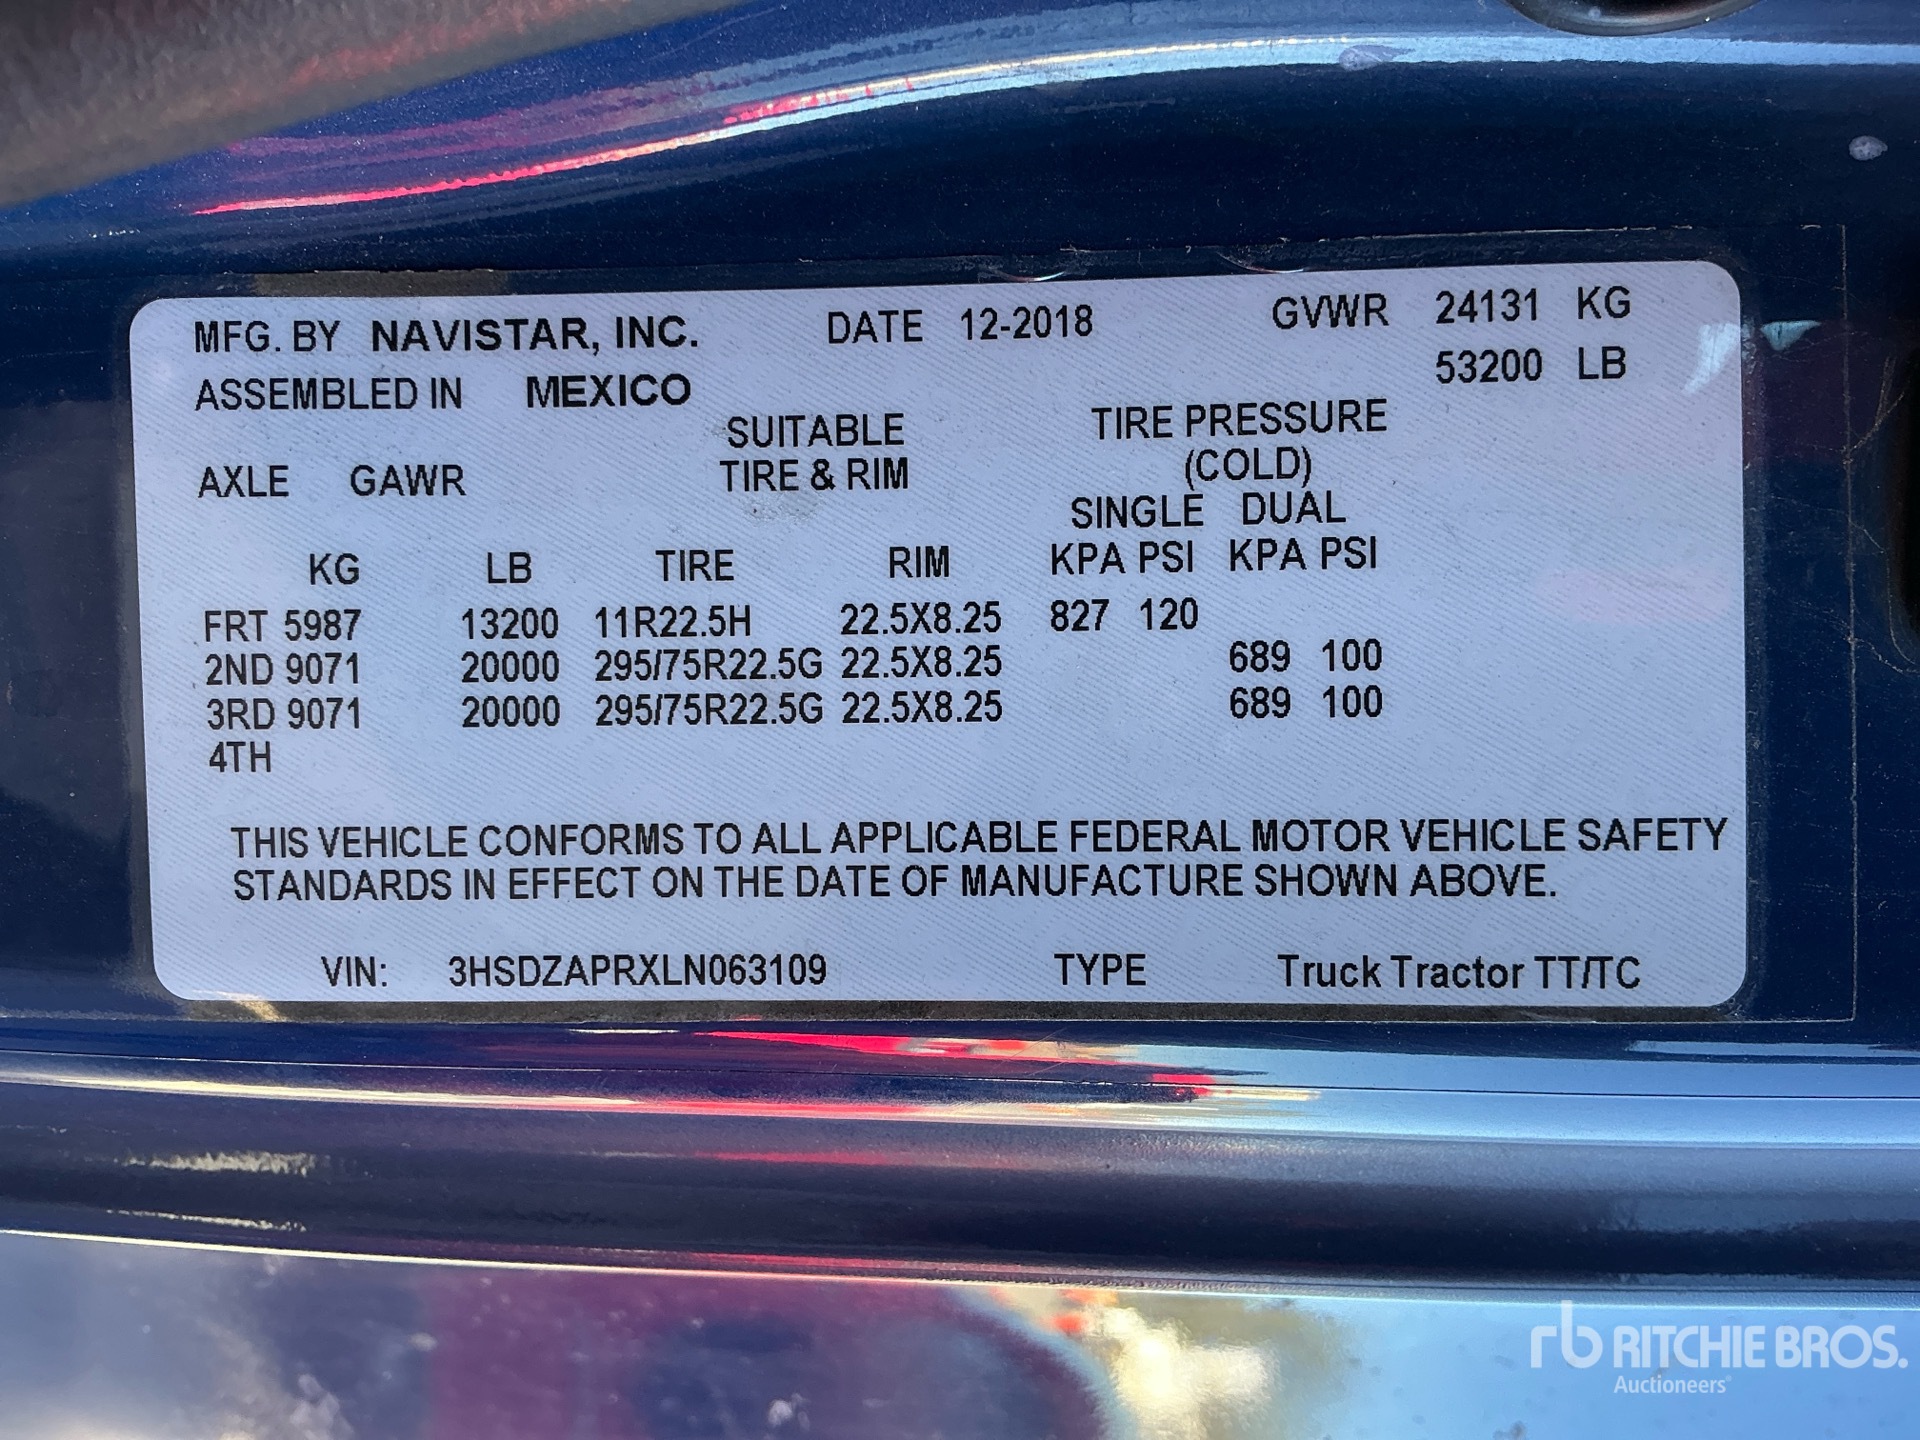 MFG. BY NAVISTAR, INC. DATE 12-2018 GVWR 24131 KG
53200 LB
ASSEMBLED IN MEXICO
SUITABLE TIRE PRESSURE
AXLE GAWR TIRE & RIM (COLD)
SINGLE DUAL
KG LB TIRE RIM KPA PSI KPA PSI
FRT 5987 13200 11R22.5H 22.5X8.25 827 120
2ND 9071 20000 295/75R22.5G 22.5X8.25 689 100
3RD 9071 20000 295/75R22.5G 22.5X8.25 689 100
4TH
THIS VEHICLE CONFORMS TO ALL APPLICABLE FEDERAL MOTOR VEHICLE SAFETY
STANDARDS IN EFFECT ON THE DATE OF MANUFACTURE SHOWN ABOVE.
VIN: 3HSDZAPRXLN063109 TYPE Truck Tractor TT/TC
rb RITCHIE BROS.
Auctioneers